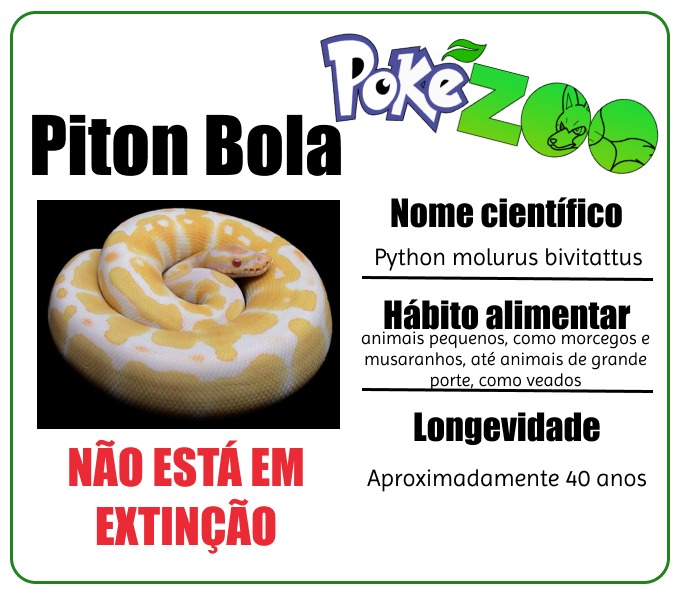 PoKéZOO
Piton Bola
Nome científico
Python molurus bivitattus
Hábito alimentar
animais pequenos, como morcegos e
musaranhos, até animais de grande
porte, como veados
Longevidade
Aproximadamente 40 anos
NÃO ESTÁ EM
EXTINÇÃO